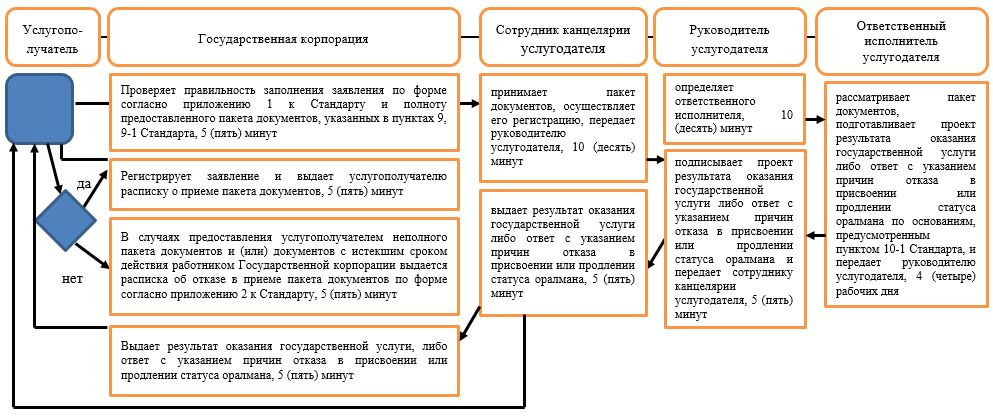 Услугопо-
лучатель
Государственная корпорация
Сотрудник канцелярии
услугодателя
Руководитель
услугодателя
Ответственный
исполнитель
услугодателя
Проверяет правильность заполнения заявления по форме
согласно приложению 1 к Стандарту и полноту
предоставленного пакета документов, указанных в пунктах 9,
9-1 Стандарта, 5 (пять) минут
Регистрирует заявление и выдает услугополучателю
расписку о приеме пакета документов, 5 (пять) минут
да
В случаях предоставления услугополучателем неполного
пакета документов и (или) документов с истекшим сроком
действия работником Государственной корпорации выдается
расписка об отказе в приеме пакета документов по форме
согласно приложению 2 к Стандарту, 5 (пять) минут
нет
Выдает результат оказания государственной услуги, либо
ответ с указанием причин отказа в присвоении или
продлении статуса оралмана, 5 (пять) минут
принимает пакет
документов, осуществляет
его регистрацию, передает
руководителю
услугодателя, 10 (десять)
минут
выдает результат оказания
государственной услуги
либо ответ с указанием
причин отказа в
присвоении или продлении
статуса оралмана, 5 (пять)
минут
определяет
ответственного
исполнителя, 10
(десять) минут
подписывает проект
результата оказания
государственной
услуги либо ответ с
указанием причин
отказа в присвоении
или продлении
статуса оралмана и
передает сотруднику
канцелярии
услугодателя, 5 (пять)
минут
рассматривает пакет
документов,
подготавливает проект
результата оказания
государственной услуги
либо ответ с указанием
причин отказа в
присвоении или
продлении статуса
оралмана по основаниям,
предусмотренным
пунктом 10-1 Стандарта, и
передает руководителю
услугодателя, 4 (четыре)
рабочих дня